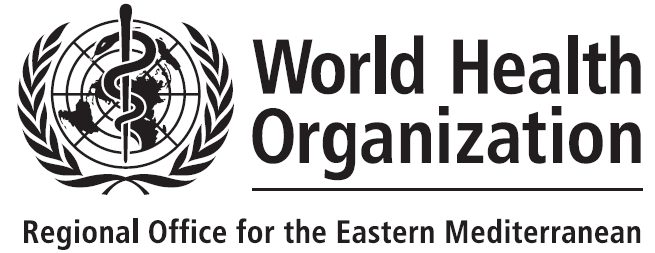 World Health
Organization
Regional Office for the Eastern Mediterranean